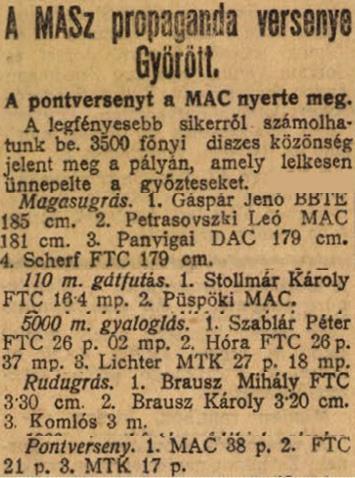 A MASz propaganda versenye
Győrött.
A pontversenyt a MAC nyerte meg.
A legfényesebb sikerről számolha-
tunk be. 3500 főnyi diszes közönség
jelent meg a pályán, amely lelkesen
ünnepelte a győzteseket.
Magasugrás. 1. Gáspár Jenő BBTE
185 cm. 2. Petrasovszki Leó MAC
181 cm. 3. Panyigai DAC 179 cm.
4. Scherf FTC 179 cm.
110 m. gátfutás. 1. Stollmár Károly
FTC 16·4 mp. 2. Püspöki MAC.
5000 m. gyaloglás. 1. Szablár Péter
FTC 26 p. 02 mp. 2. Hóra FTC 26 p.
37 mp. 3. Lichter MTK 27 p. 18 mp.
Rudugrás. 1. Brausz Mihály FTC
3·30 cm. 2. Brausz Károly 3·20 cm.
3. Komlós 3 m.
Pontverseny. 1. MAC 38 p. 2. FTC
21 p. 3. MTK 17 p.